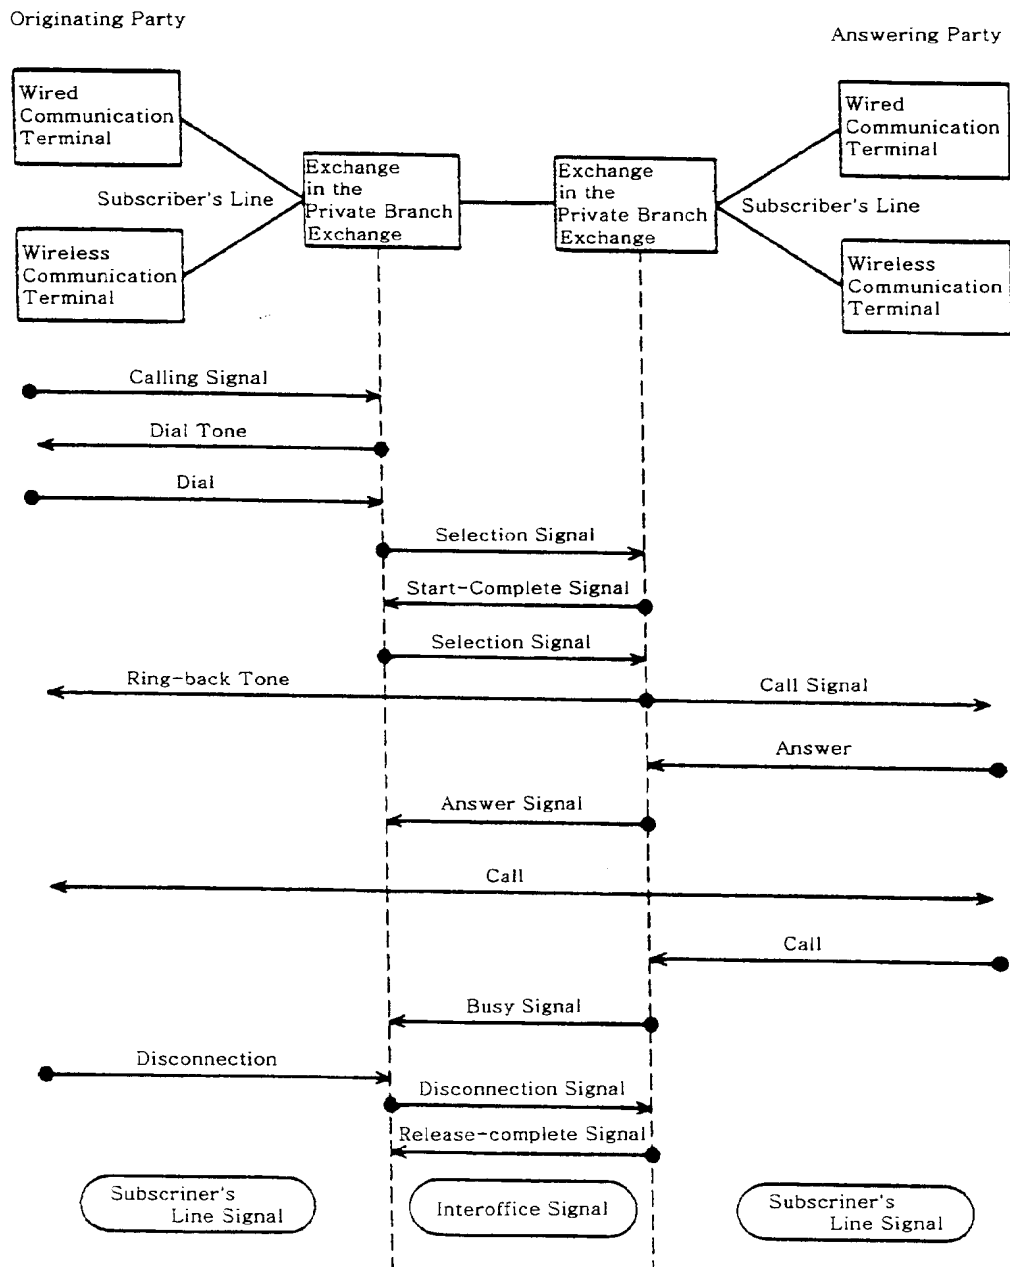 Originating Party
Answering Party
Wired
Communication
Terminal
Wired
Communication
Terminal
Exchange
in the
Private Branch
Exchange
Exchange
in the
Private Branch
Exchange
Subscriber's Line
Subscriber's Line
Wireless
Communication
Terminal
Wireless
Communication
Terminal
Calling Signal
Dial Tone
Dial
Selection Signal
Start-Complete Signal
Selection Signal
Ring-back Tone
Call Signal
Answer
Answer Signal
Call
Call
Busy Signal
Disconnection
Disconnection Signal
Release-complete Signal
Subscriner's
Line Signal
Interoffice Signal
Subscriner's
Line Signal